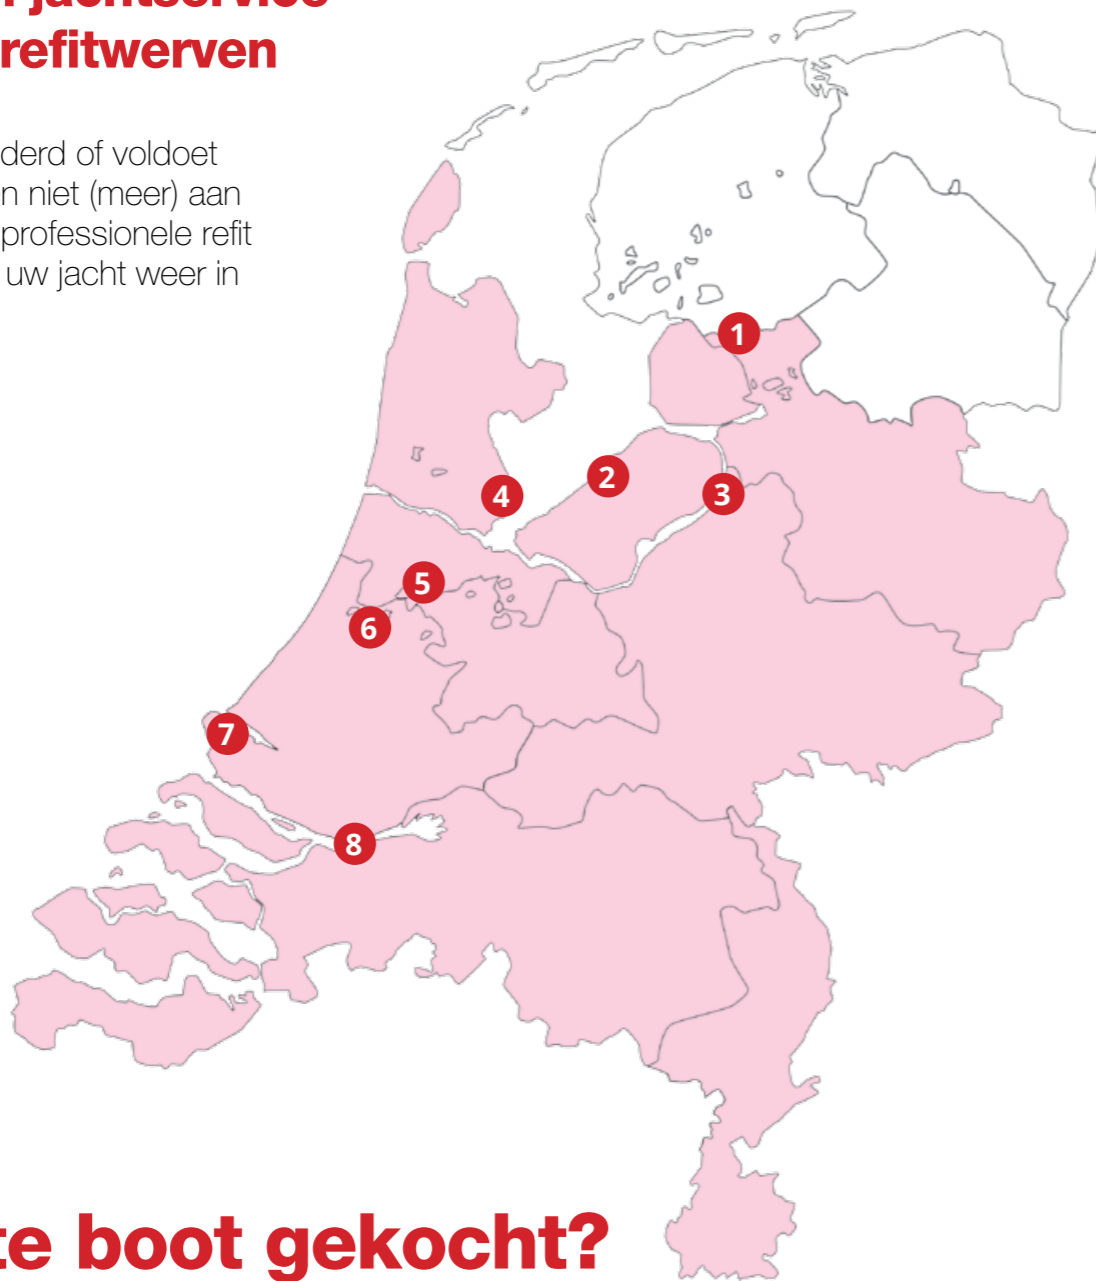 jachtservice
refitwerven
derd of voldoet
n niet (meer) aan
professionele refit
uw jacht weer in
1
2
3
4
5
6
7
8
te boot gekocht?